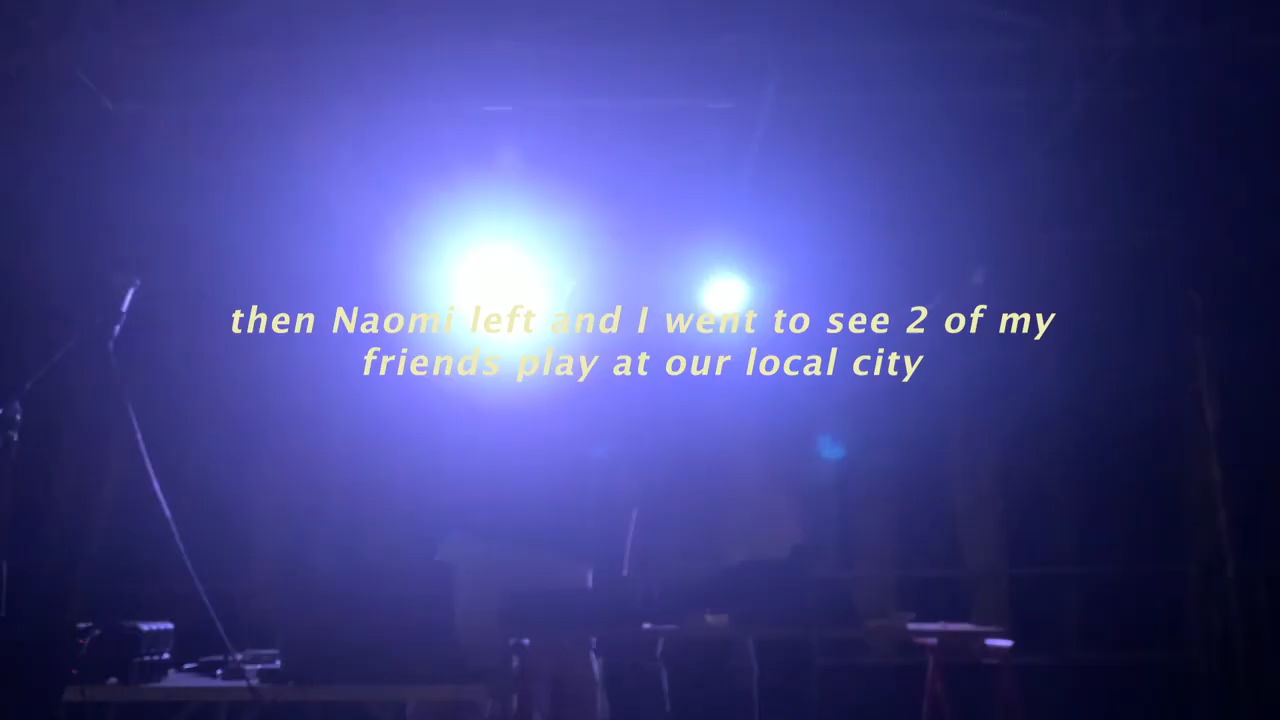 then Naomi left and I went to see 2 of my
friends play at our local city